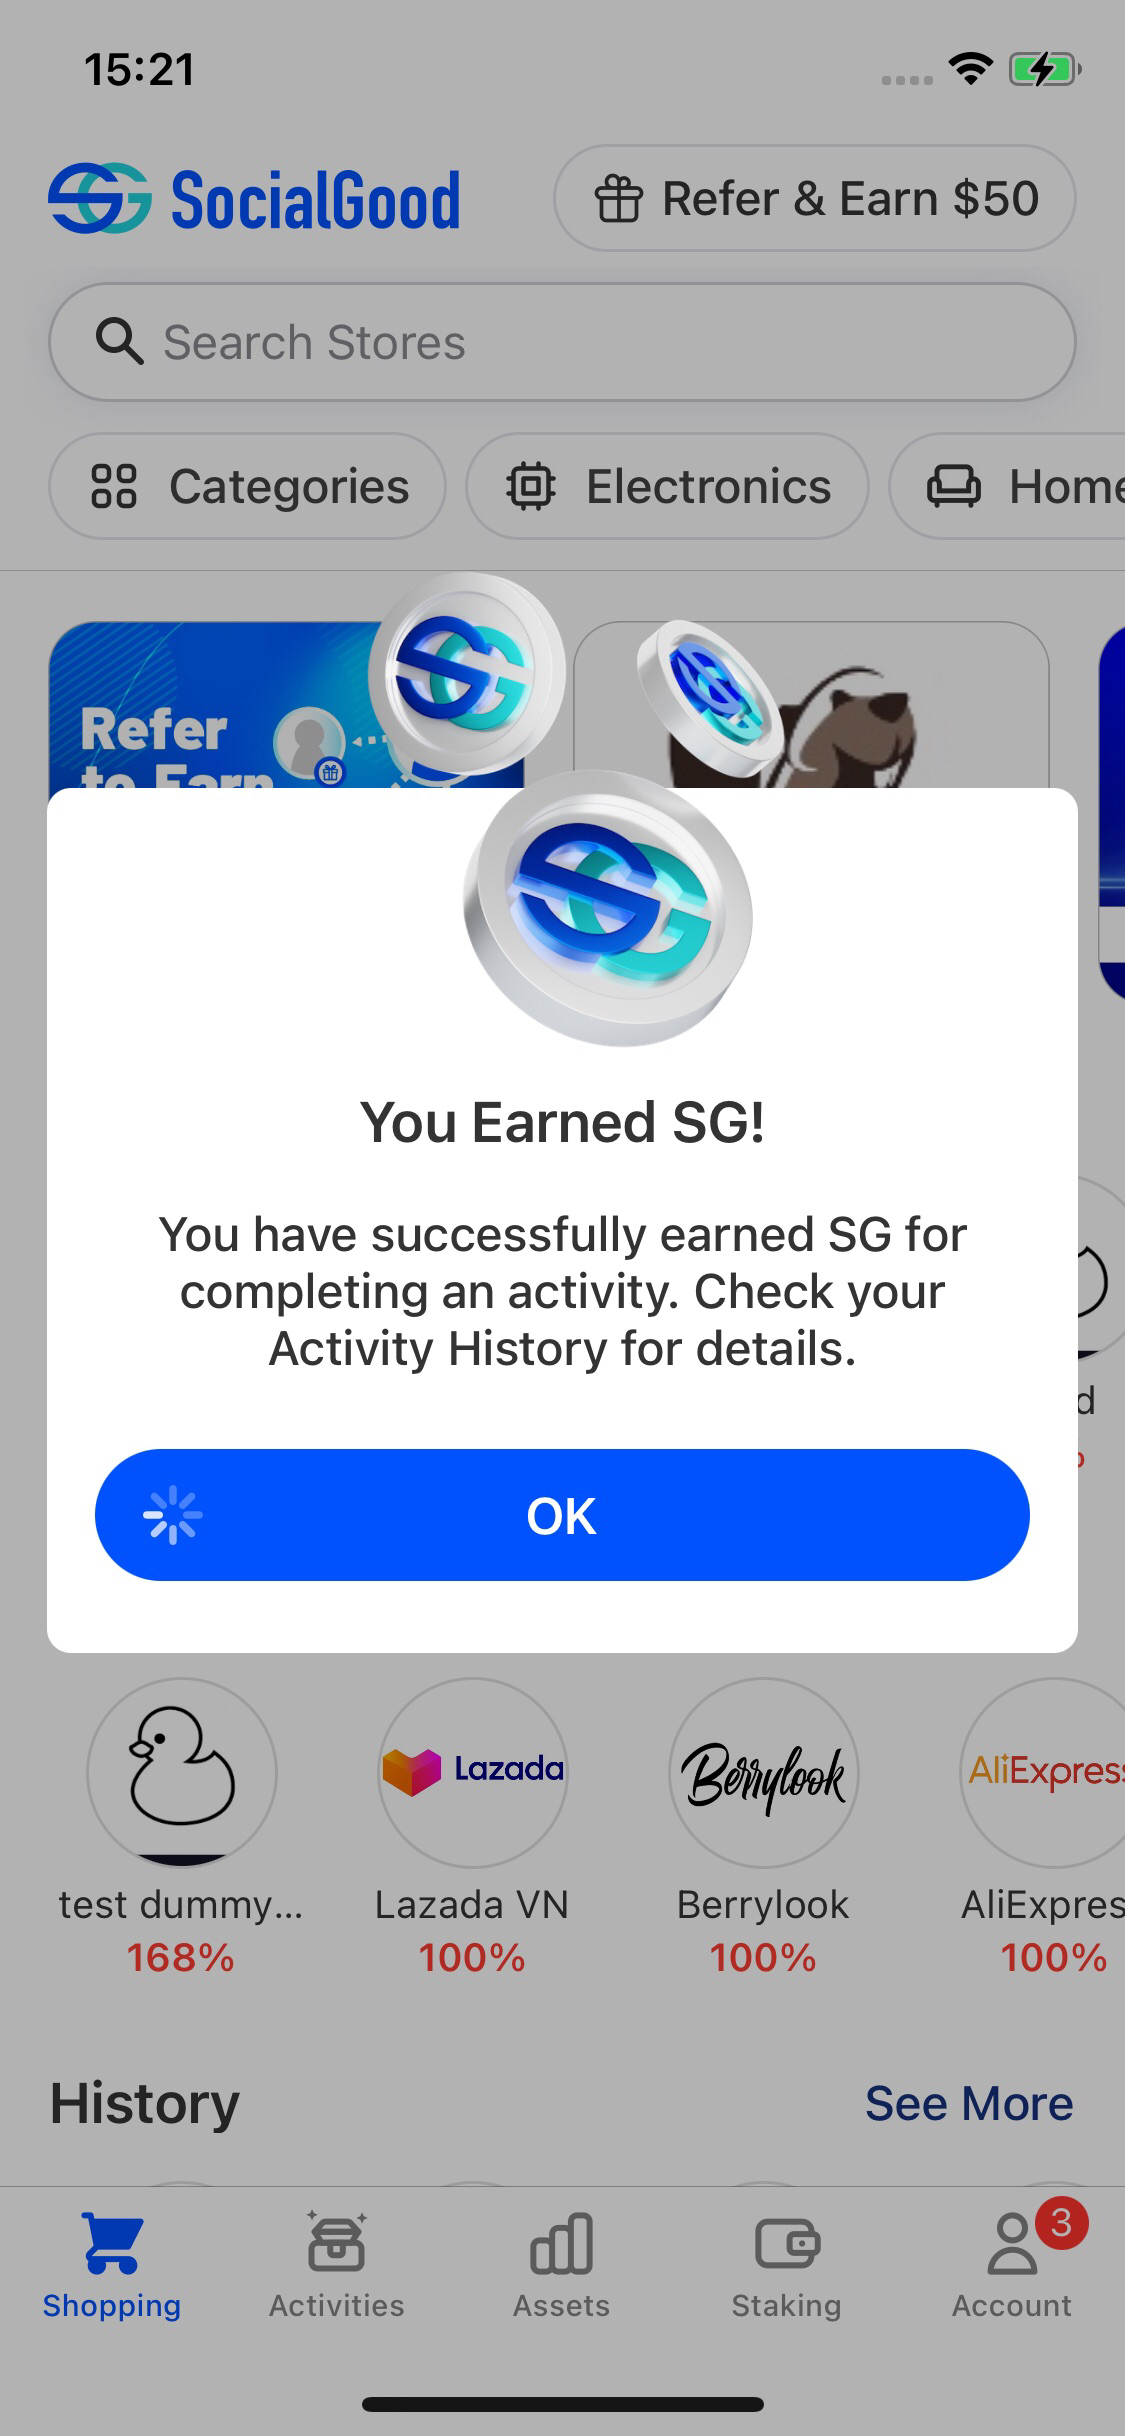 15:21
SocialGood
Refer & Earn $50
Search Stores
Categories
Electronics
Home
Refer
to Earn
You Earned SG!
You have successfully earned SG for
completing an activity. Check your
Activity History for details.
OK
d
%
test dummy...
Lazada
Berrylook
AliExpress
Lazada VN
Berrylook
AliExpres
168%
100%
100%
100%
History
See More
3
Shopping
Activities
Assets
Staking
Account